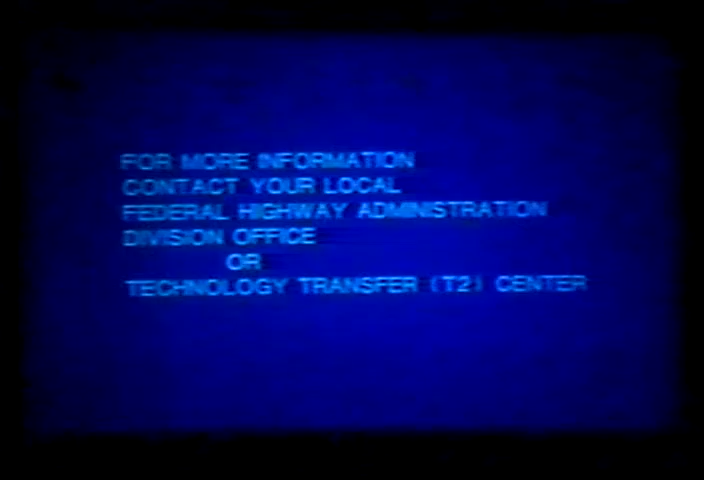 FOR MORE INFORMATION
CONTACT YOUR LOCAL
FEDERAL HIGHWAY ADMINISTRATION
DIVISION OFFICE
OR
TECHNOLOGY TRANSFER (T2) CENTER